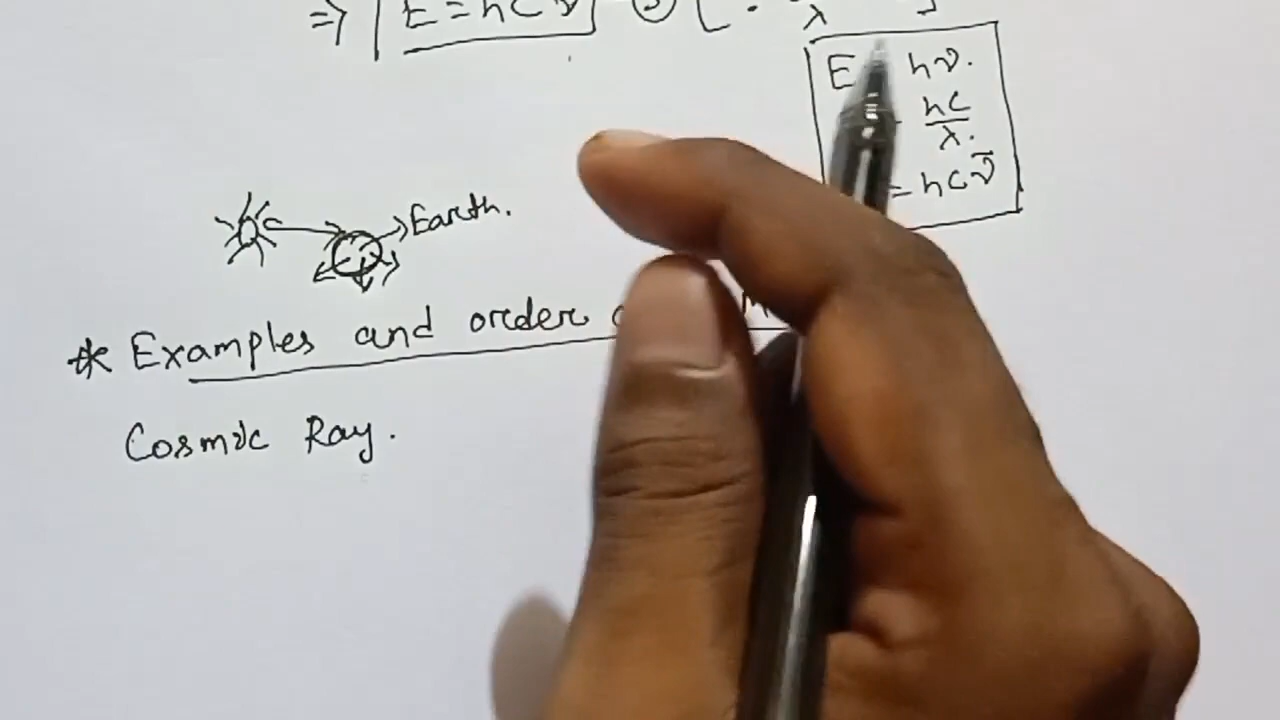 ⇒ E = hcν̄
λ
E hν.
hc
λ.
= hcν̄
Earth.
* Examples and order
Cosmic Ray.